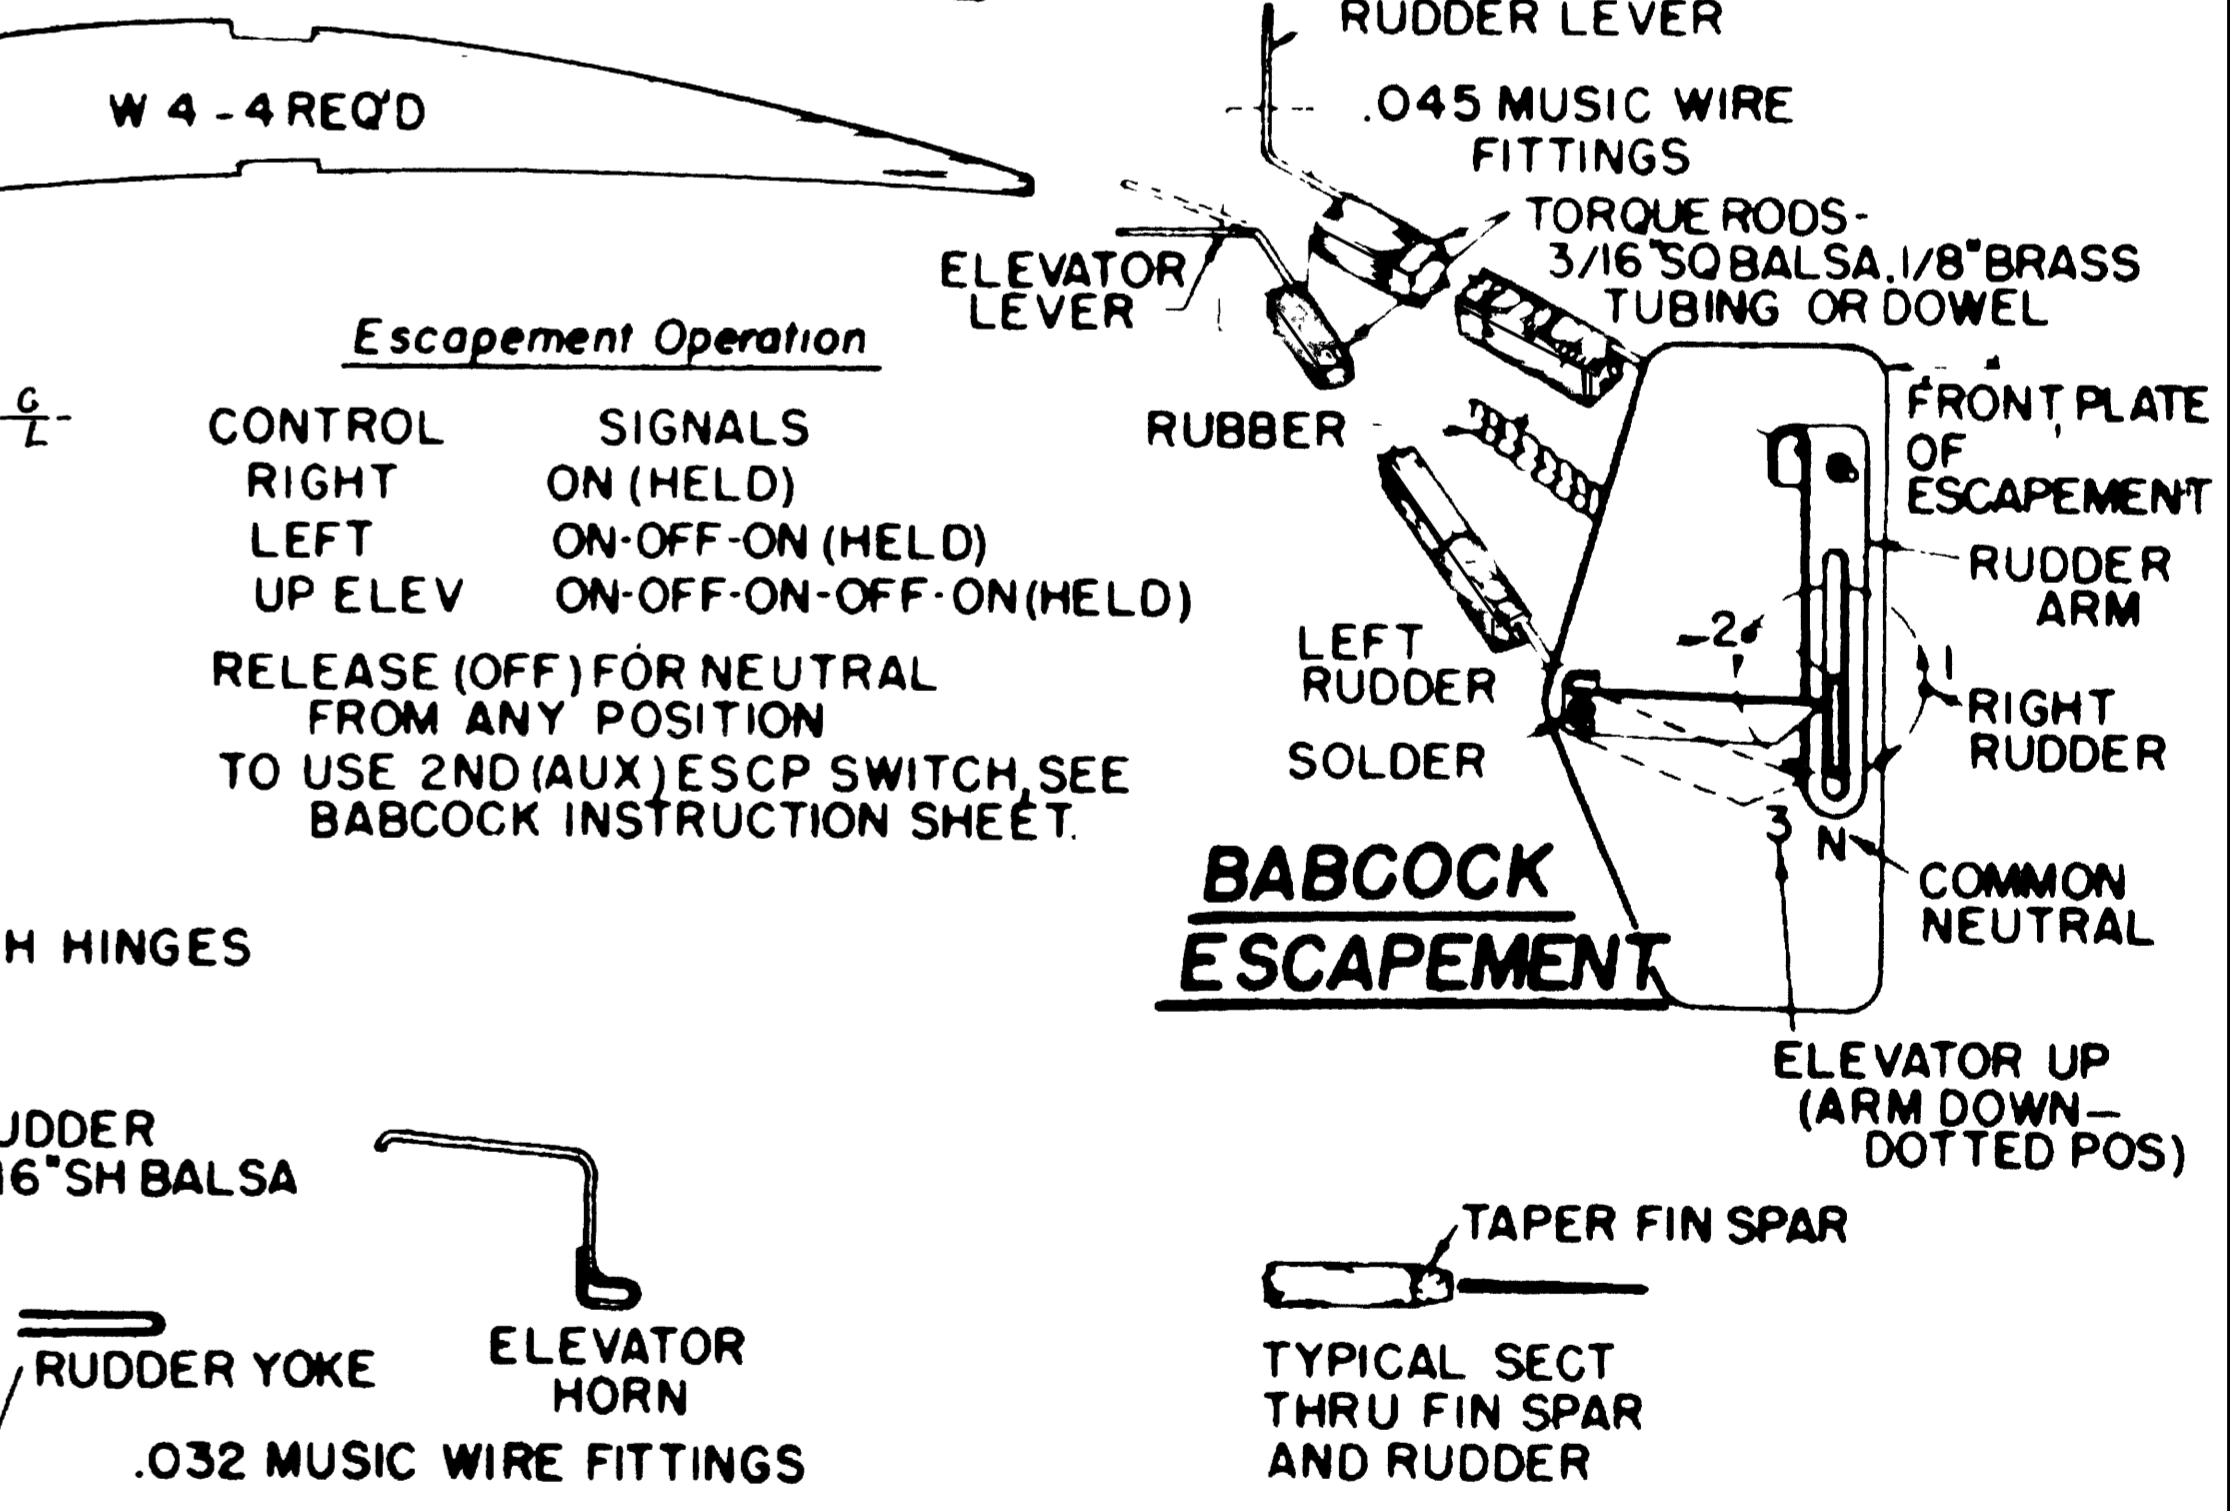 RUDDER LEVER
W 4 - 4 REQ'D
.045 MUSIC WIRE
FITTINGS
TORQUE RODS-
3/16"SQ BALSA.1/8"BRASS
TUBING OR DOWEL
ELEVATOR
LEVER
Escapement Operation
CONTROL SIGNALS
RIGHT ON (HELD)
LEFT ON-OFF-ON (HELD)
UP ELEV ON-OFF-ON-OFF-ON(HELD)
RELEASE (OFF) FOR NEUTRAL
FROM ANY POSITION
TO USE 2ND (AUX) ESCP SWITCH, SEE
BABCOCK INSTRUCTION SHEET.
RUBBER
FRONT PLATE
OF
ESCAPEMENT
RUDDER
ARM
2
1
LEFT
RUDDER
SOLDER
RIGHT
RUDDER
3
N
COMMON
NEUTRAL
BABCOCK
ESCAPEMENT
H HINGES
ELEVATOR UP
(ARM DOWN—
DOTTED POS)
UDDER
16"SH BALSA
TAPER FIN SPAR
RUDDER YOKE
ELEVATOR
HORN
.032 MUSIC WIRE FITTINGS
TYPICAL SECT
THRU FIN SPAR
AND RUDDER